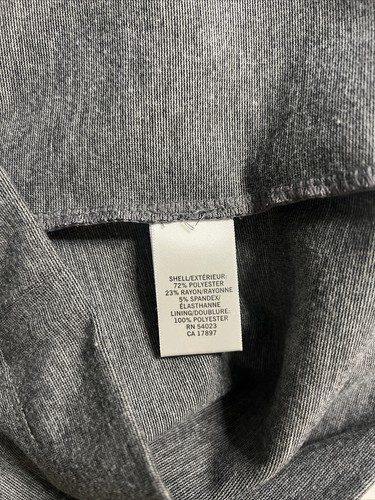 SHELL/EXTÉRIEUR:
72% POLYESTER
23% RAYON/RAYONNE
5% SPANDEX/
ÉLASTHANNE
LINING/DOUBLURE:
100% POLYESTER
RN 54023
CA 17897